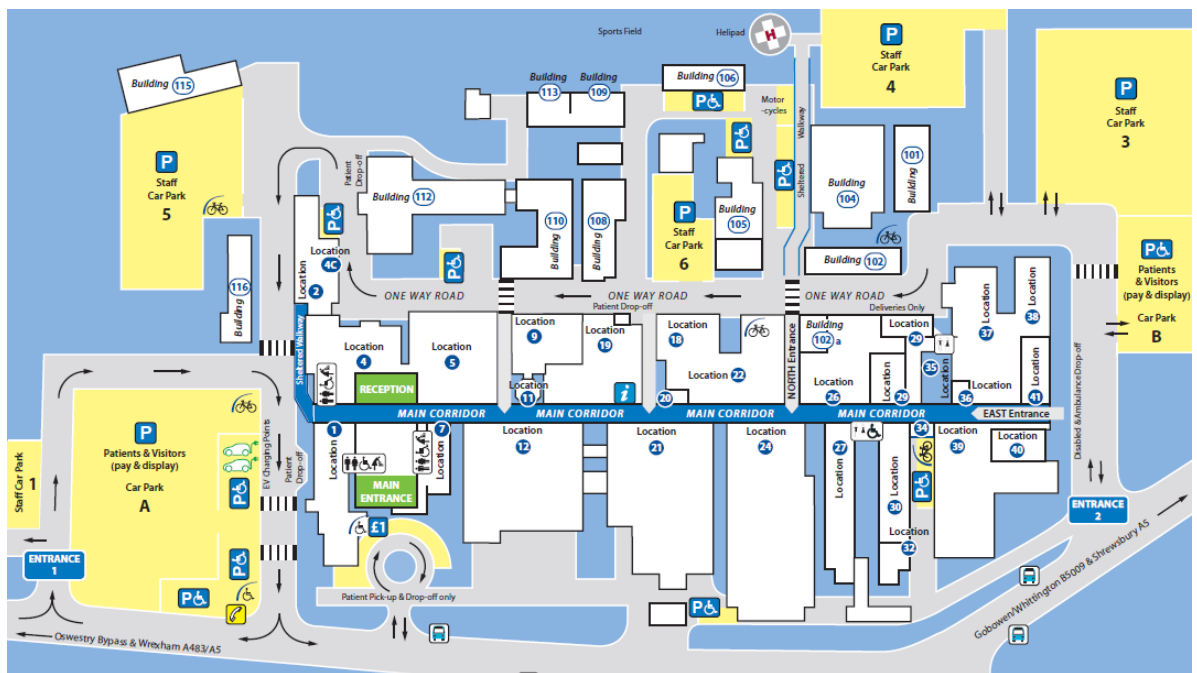 Sports Field
Helipad
H
P
Staff
Car Park
4
Building 115
Building
113
Building
109
Building 106
P
Motor
-cycles
Sheltered Walkway
P
Staff
Car Park
3
P
Staff
Car Park
5
Patient
Drop-off
Building 112
P
P
Building
101
Building
104
Building
110
Building
108
P
Staff
Car Park
6
Building
105
P
Building 102
P
Location
4C
Location
2
P
Building
116
P
Patients
& Visitors
(pay & display)
Car Park
B
ONE WAY ROAD
ONE WAY ROAD
ONE WAY ROAD
Patient Drop-off
Deliveries Only
Location
37
Location
38
Sheltered Walkway
Location
4
Location
5
Location
9
Location
19
Location
18
Location
22
NORTH Entrance
Building
102 a
Location
29
Location
35
RECEPTION
Location
11
i
20
Location
26
Location
29
Location
36
Location
41
Disabled & Ambulance Drop-off
MAIN CORRIDOR
MAIN CORRIDOR
MAIN CORRIDOR
MAIN CORRIDOR
EAST Entrance
P
Patients & Visitors
(pay & display)
Car Park
A
EV Charging Points
Patient
Drop-off
P
1
Location
7
Location
Location
12
Location
21
Location
24
27
Location
34
Location
39
Location
40
MAIN
ENTRANCE
£1
P
Location
30
Location
32
Staff Car Park 1
ENTRANCE
1
ENTRANCE
2
P
P
P
Patient Pick-up & Drop-off only
Oswestry Bypass & Wrexham A483/A5
Gobowen/Whittington B5009 & Shrewsbury A5